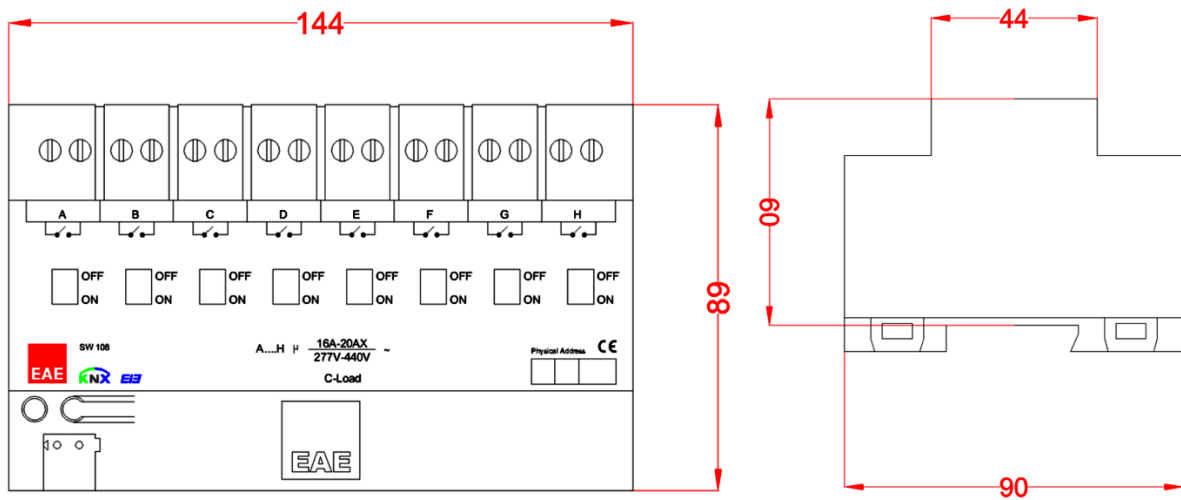 144
44
A B C D E F G H
OFF OFF OFF OFF OFF OFF OFF OFF
ON ON ON ON ON ON ON ON
60
89
SW 108
EAE
KNX EIB
A....H μ 16A-20AX ~
277V-440V
C-Load
Physical Address CE
EAE
90